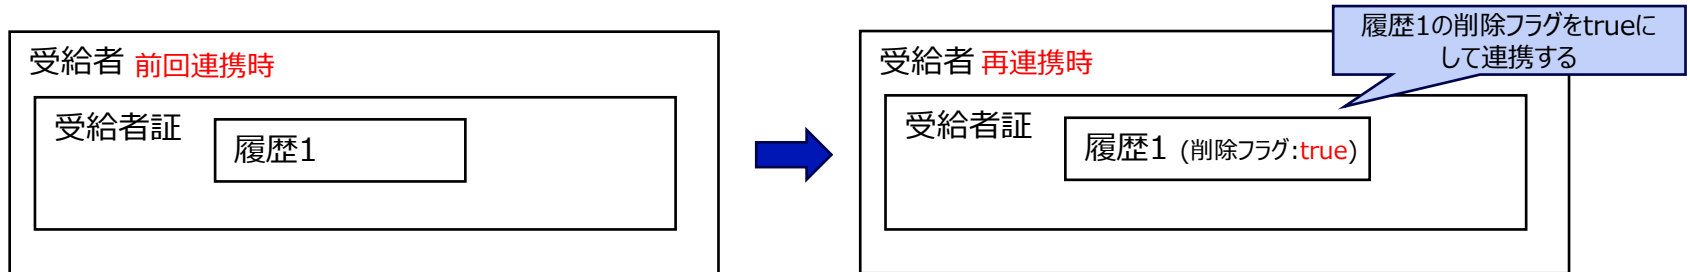 受給者 前回連携時
受給者証
履歴1
受給者 再連携時
履歴1の削除フラグをtrueに
して連携する
受給者証
履歴1 (削除フラグ:true)